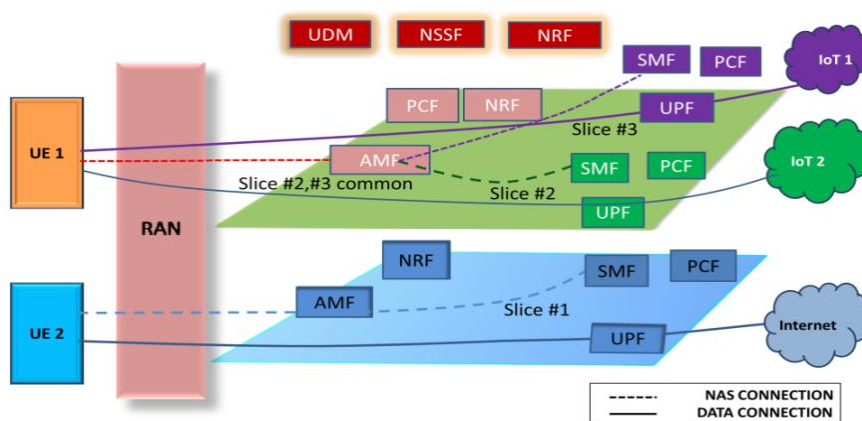 UDM
NSSF
NRF
SMF
PCF
IoT 1
PCF
NRF
UPF
UE 1
Slice #3
AMF
SMF
PCF
IoT 2
Slice #2,#3 common
Slice #2
UPF
RAN
NRF
SMF
PCF
AMF
UE 2
Slice #1
UPF
Internet
NAS CONNECTION
DATA CONNECTION